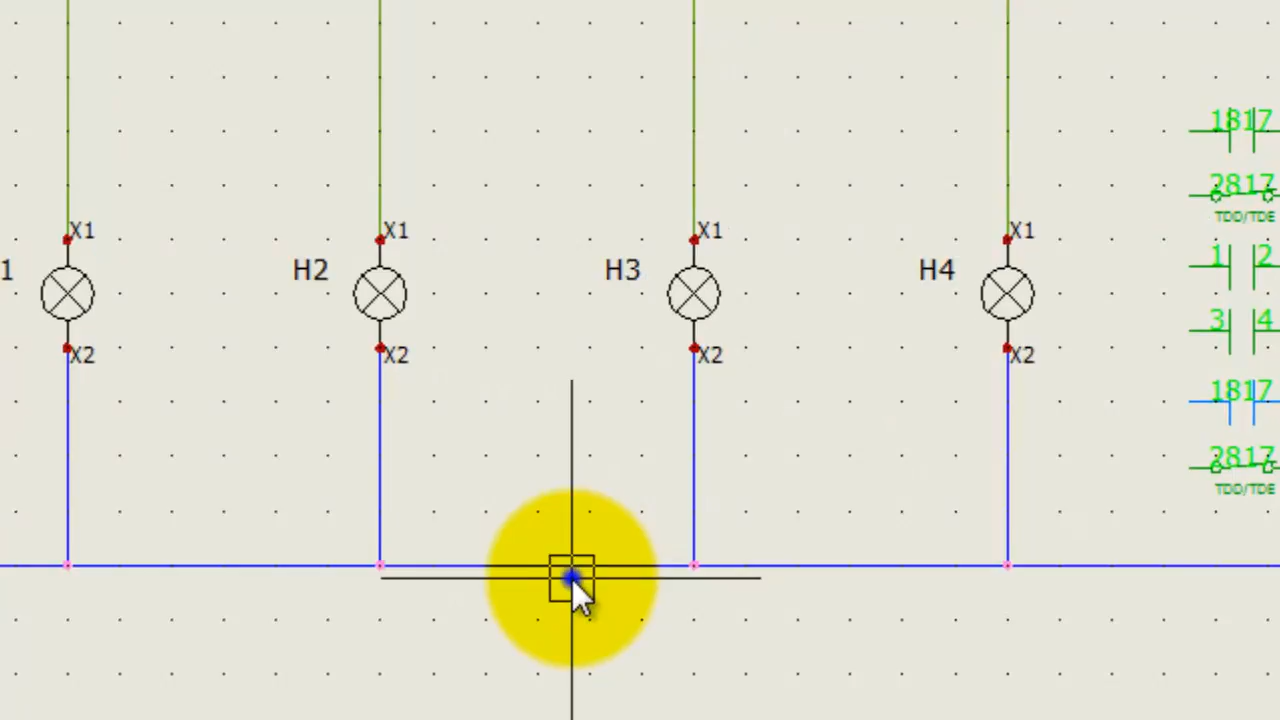 1817
2817
TDO/TDE
X1 X1 X1 X1
1 H2 H3 H4
1 2
3 4
X2 X2 X2 X2
1817
2817
TDO/TDE